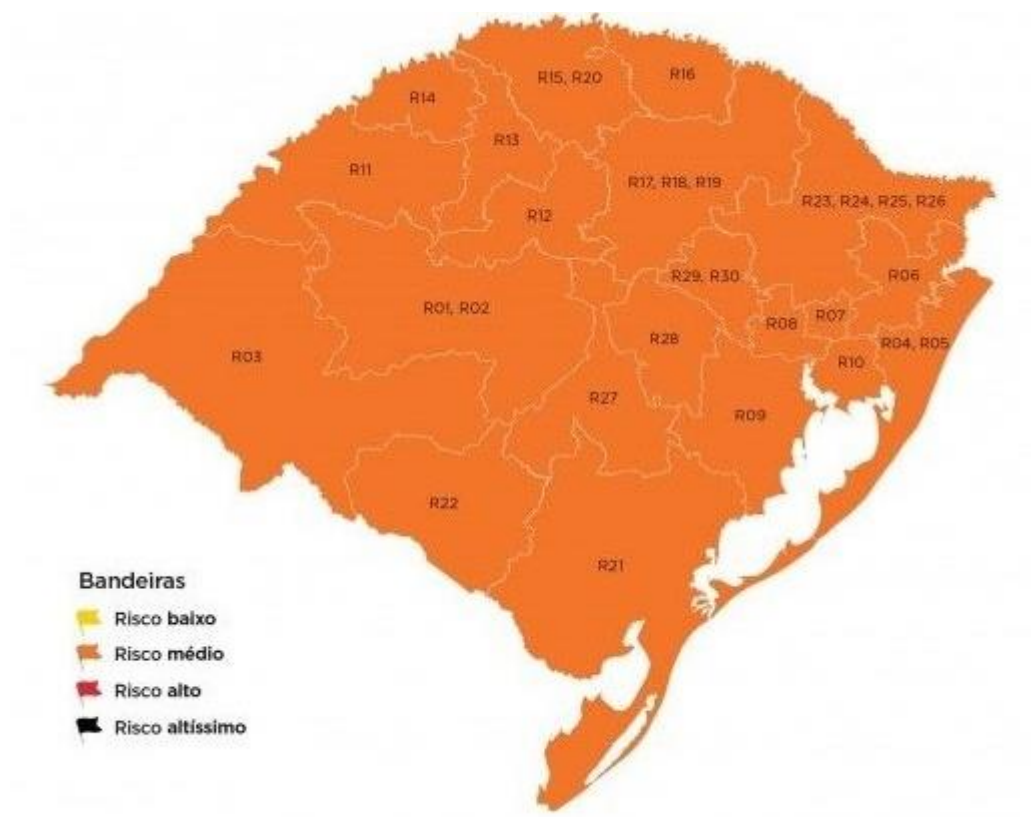 R15, R20
R16
R14
R13
R11
R17, R18, R19
R23, R24, R25, R26
R12
R29, R30
R06
R01, R02
R08
R07
R28
R04, R05
R03
R10
R27
R09
R22
R21
Bandeiras
Risco baixo
Risco médio
Risco alto
Risco altíssimo